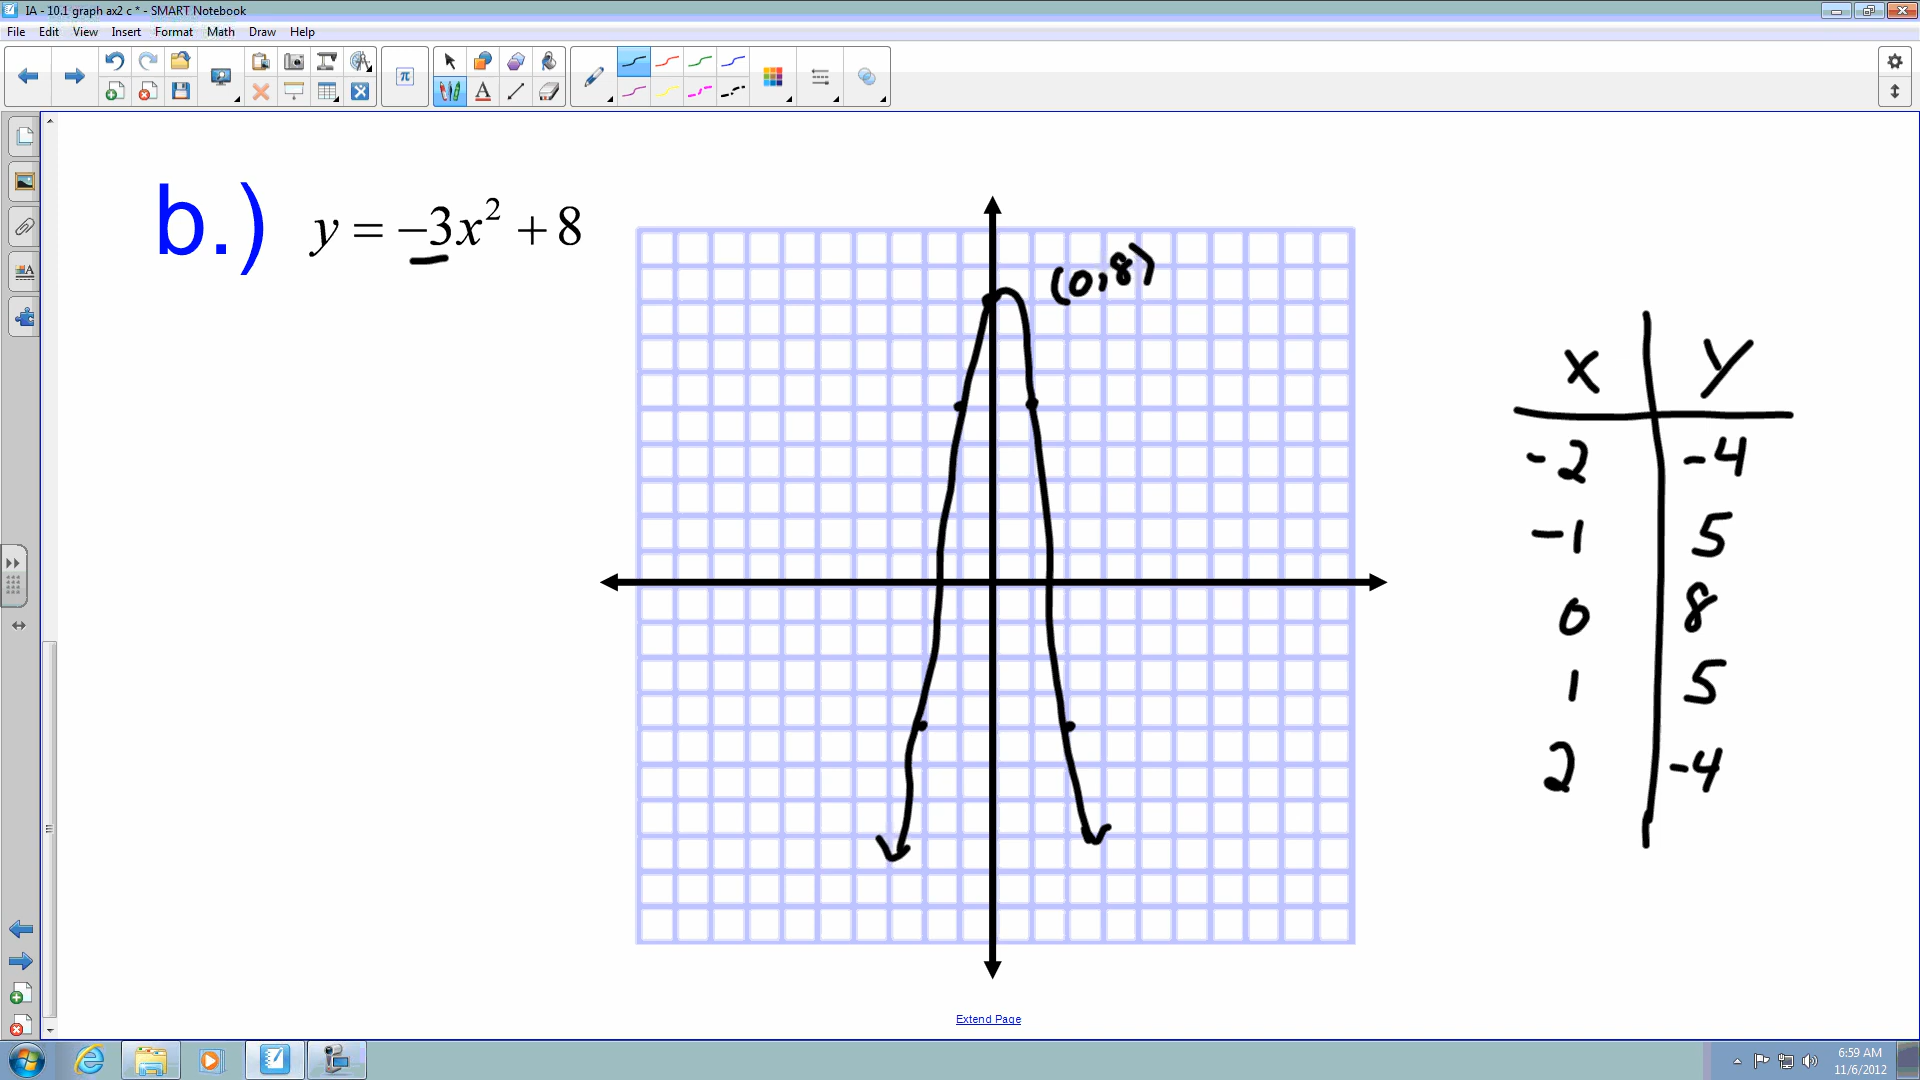 IA - 10.1 graph ax2 c * - SMART Notebook
File Edit View Insert Format Math Draw Help
π
A
b.) y = −3x² + 8
(0,8)
x y
-2 -4
-1 5
0 8
1 5
2 -4
Extend Page
6:59 AM
11/6/2012